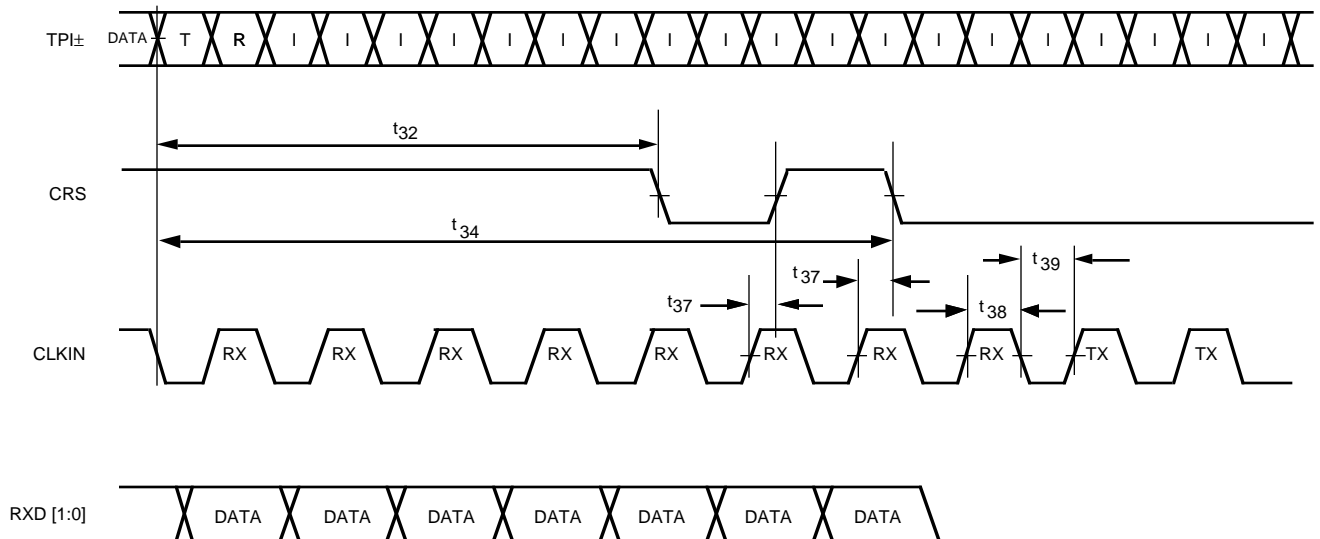 TPI± DATA T R I I I I I I I I I I I I I I I I I I I
t32
CRS
t34
t39
t37
t37
t38
CLKIN RX RX RX RX RX RX RX RX TX TX
RXD [1:0] DATA DATA DATA DATA DATA DATA DATA